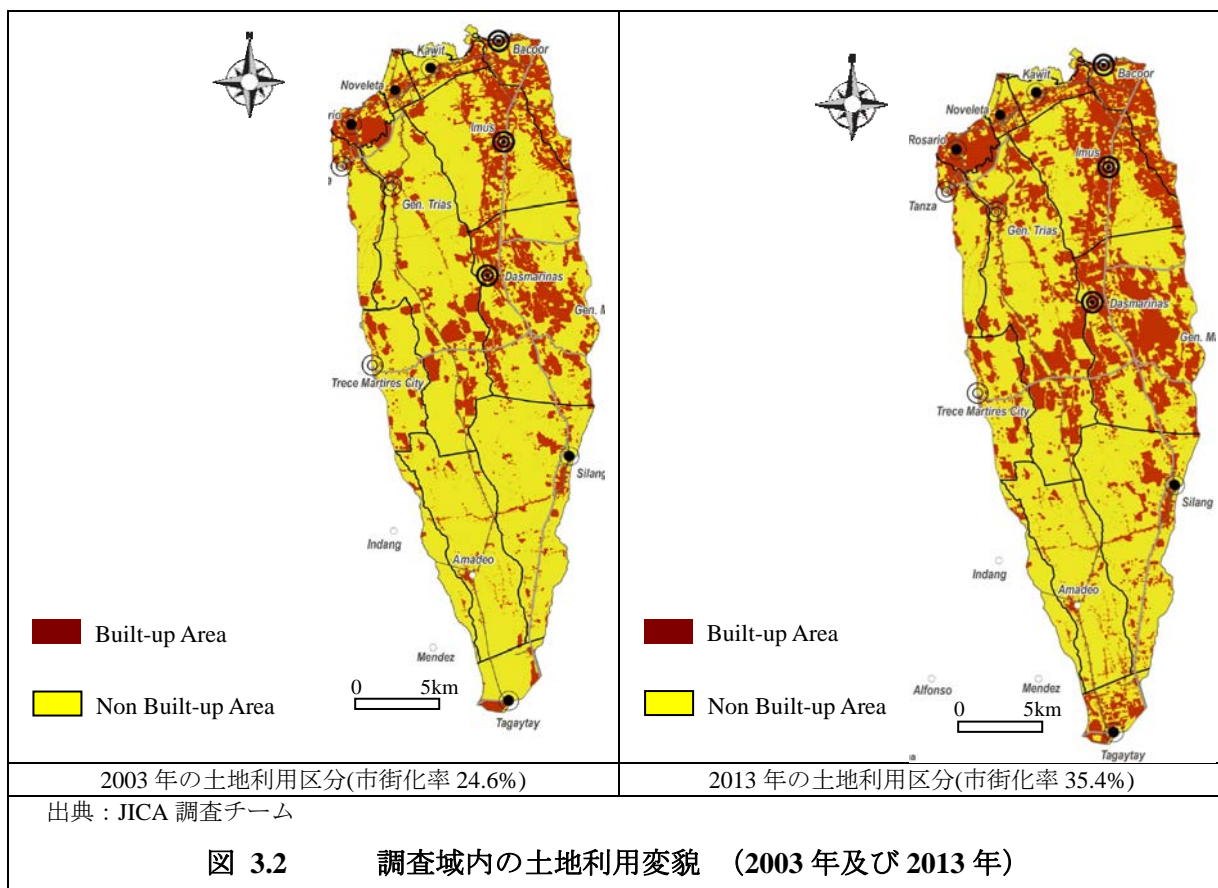 Kawit
Bacoor
Noveleta
rio
Imus
e
Gen. Trias
Dasmarinas
Gen. M
Trece Martires City
Silang
Indang
Amadeo
Built-up Area
Mendez
0 5km
Non Built-up Area
Tagaytay
2003 年の土地利用区分(市街化率 24.6%)
Kawit
Bacoor
Noveleta
Rosario
Imus
Tanza
Gen. Trias
Dasmarinas
Gen. Ma
Trece Martires City
Silang
Indang
Amadeo
Built-up Area
Alfonso
Mendez
0 5km
Non Built-up Area
Tagaytay
2013 年の土地利用区分(市街化率 35.4%)
出典：JICA 調査チーム
図 3.2 調査域内の土地利用変貌 （2003 年及び 2013 年）